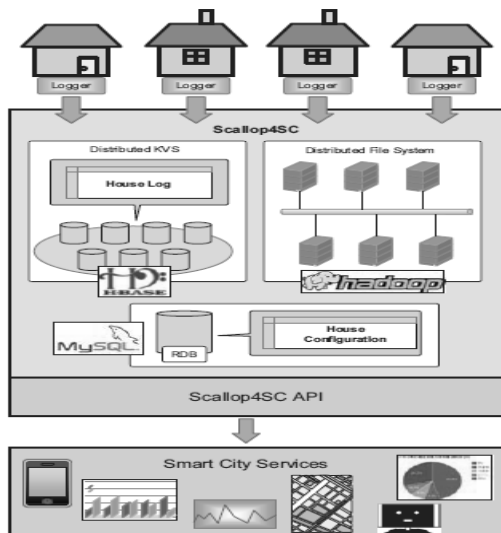 Logger
Logger
Logger
Logger
Scallop4SC
Distributed KVS
Distributed File System
House Log
HBASE
hadoop
MySQL
RDB
House
Configuration
Scallop4SC API
Smart City Services